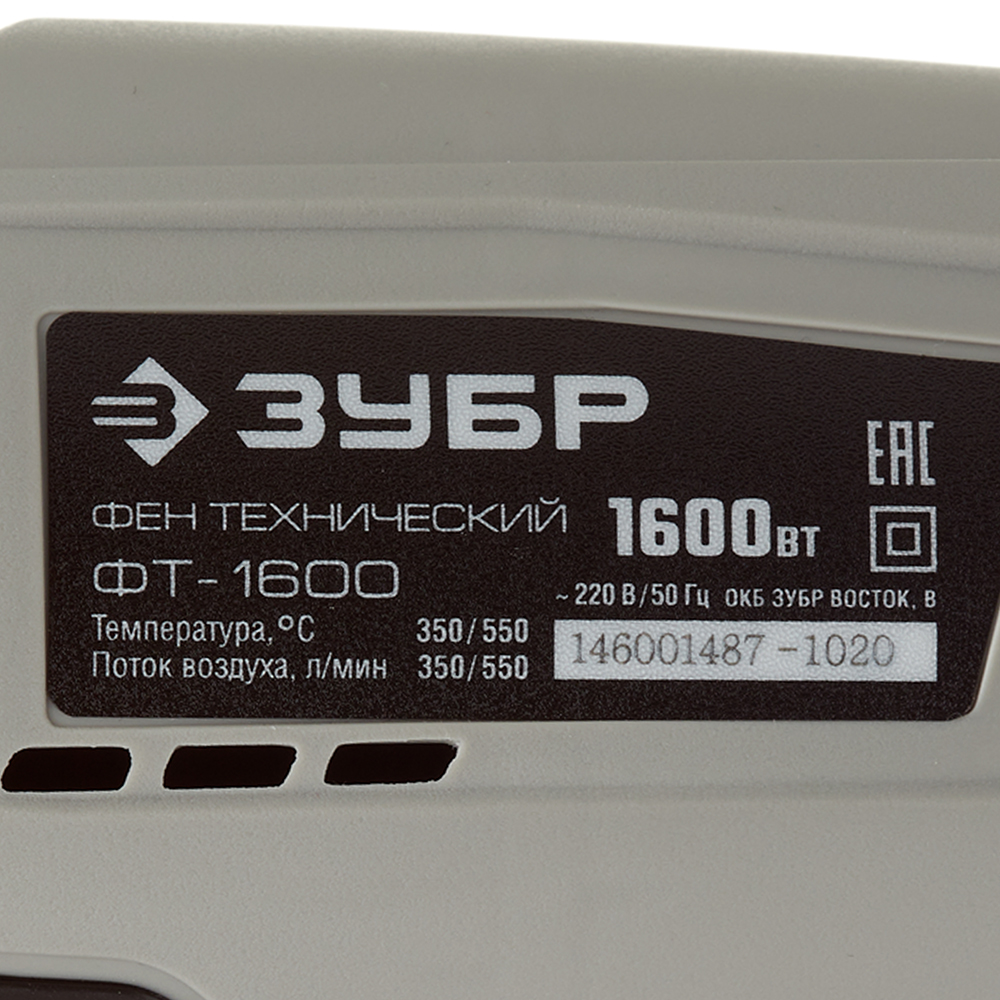 ЗУБР
ЕАС
ФЕН ТЕХНИЧЕСКИЙ 1600ВТ
ФТ-1600
~ 220 В/50 Гц ОКБ ЗУБР ВОСТОК, В
Температура, °С 350/550
Поток воздуха, л/мин 350/550
146001487-1020